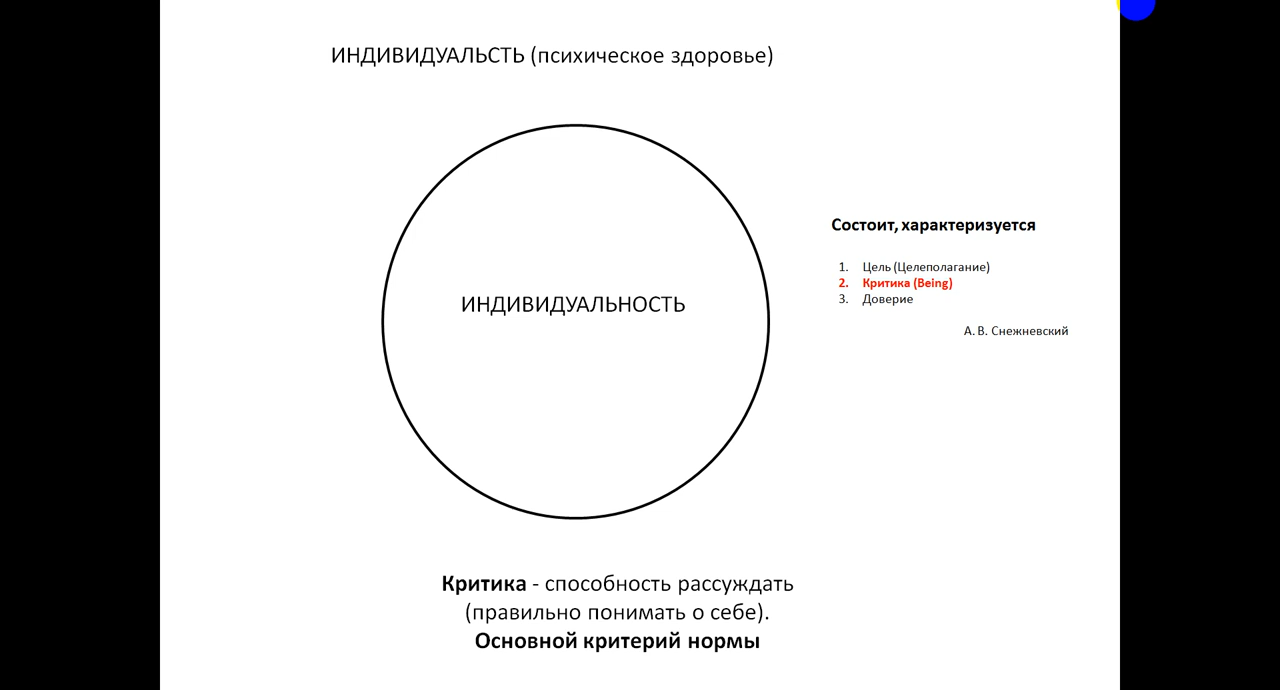 ИНДИВИДУАЛЬСТЬ (психическое здоровье)
ИНДИВИДУАЛЬНОСТЬ
Состоит, характеризуется
1. Цель (Целеполагание)
2. Критика (Being)
3. Доверие
А. В. Снежневский
Критика - способность рассуждать
(правильно понимать о себе).
Основной критерий нормы